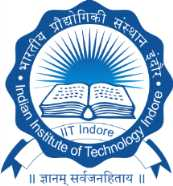 भारतीय प्रौद्योगिकी संस्थान इंदौर
IIT Indore
Indian Institute of Technology Indore
॥ ज्ञानम् सर्वजनहिताय ॥